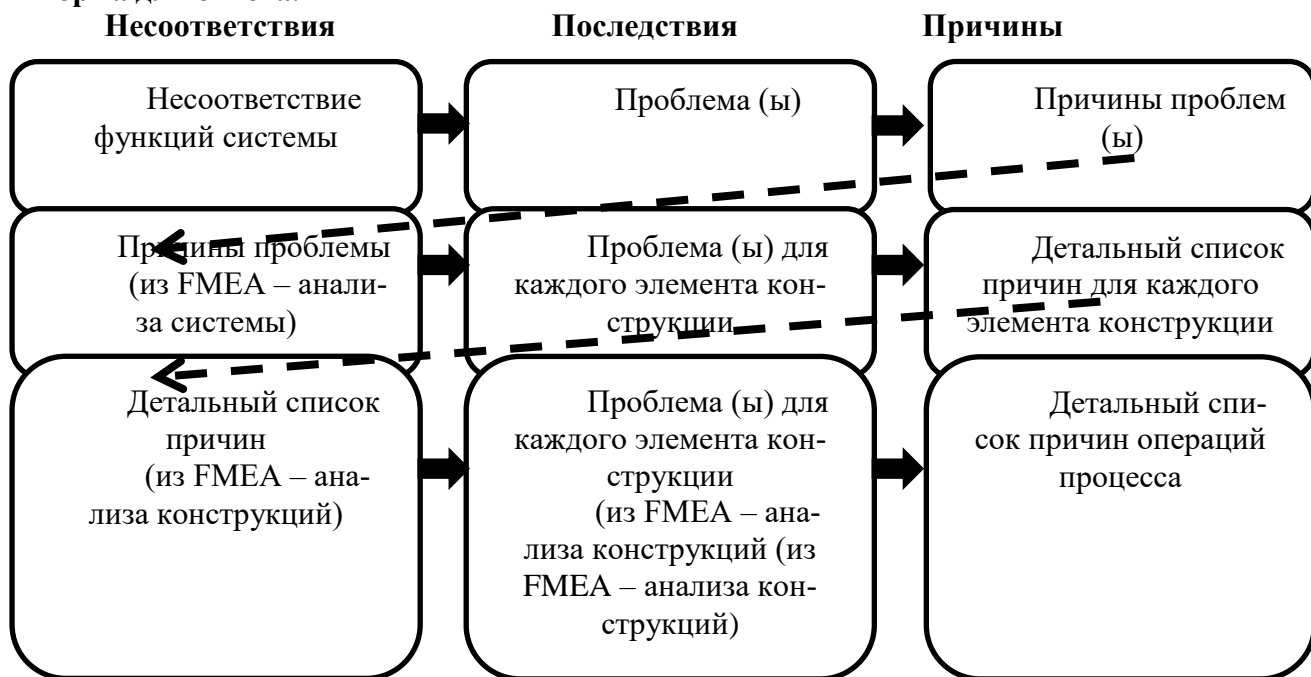 Несоответствия
Последствия
Причины
Несоответствие
функций системы
Проблема (ы)
Причины проблем
(ы)
Причины проблемы
(из FMEA – анали-
за системы)
Проблема (ы) для
каждого элемента кон-
струкции
Детальный список
причин для каждого
элемента конструкции
Детальный список
причин
(из FMEA – ана-
лиза конструкций)
Проблема (ы) для
каждого элемента кон-
струкции
(из FMEA – ана-
лиза конструкций (из
FMEA – анализа кон-
струкций)
Детальный спи-
сок причин операций
процесса